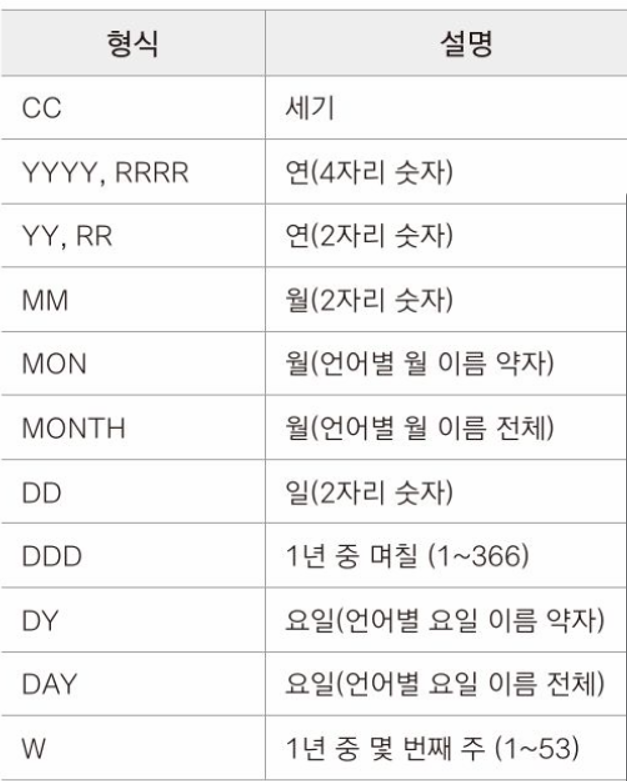 형식 설명
CC 세기
YYYY, RRRR 연(4자리 숫자)
YY, RR 연(2자리 숫자)
MM 월(2자리 숫자)
MON 월(언어별 월 이름 약자)
MONTH 월(언어별 월 이름 전체)
DD 일(2자리 숫자)
DDD 1년 중 며칠 (1~366)
DY 요일(언어별 요일 이름 약자)
DAY 요일(언어별 요일 이름 전체)
W 1년 중 몇 번째 주 (1~53)